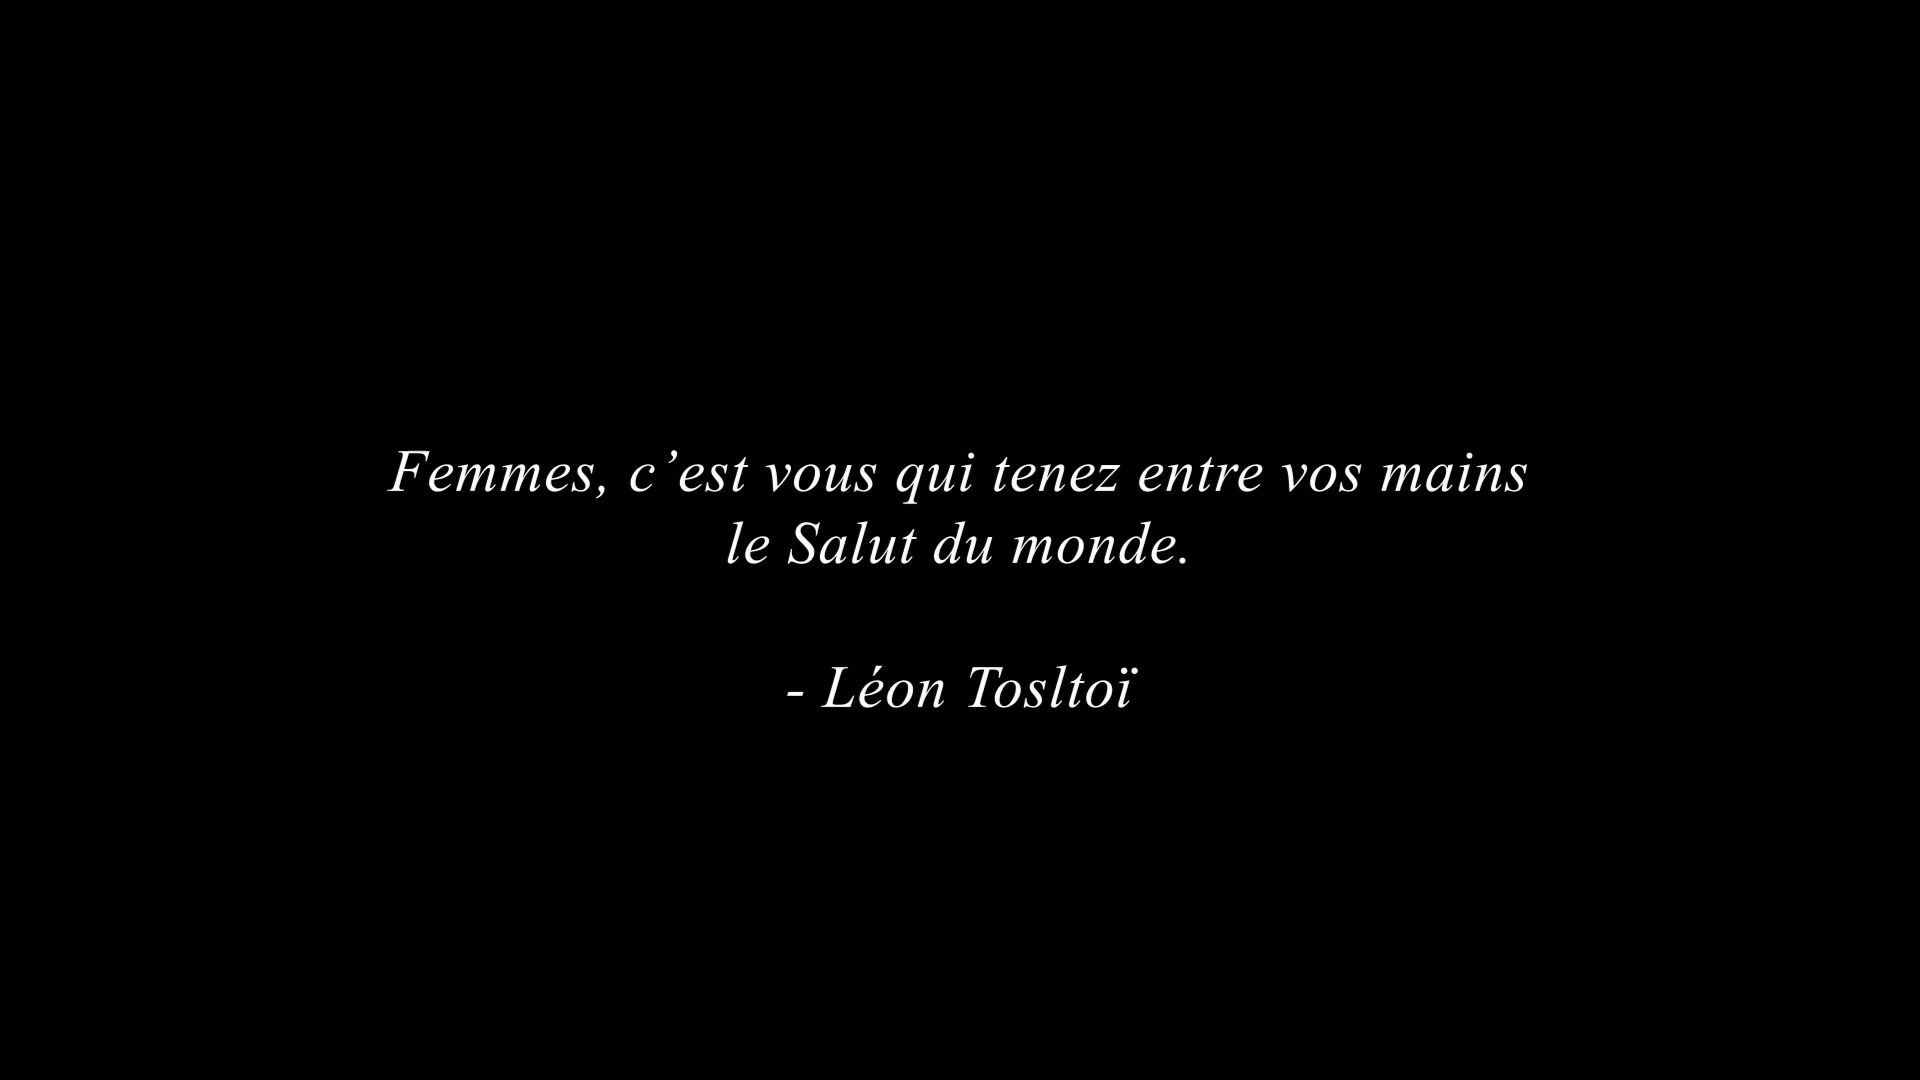 Femmes, c’est vous qui tenez entre vos mains
le Salut du monde.
- Léon Tosltoï